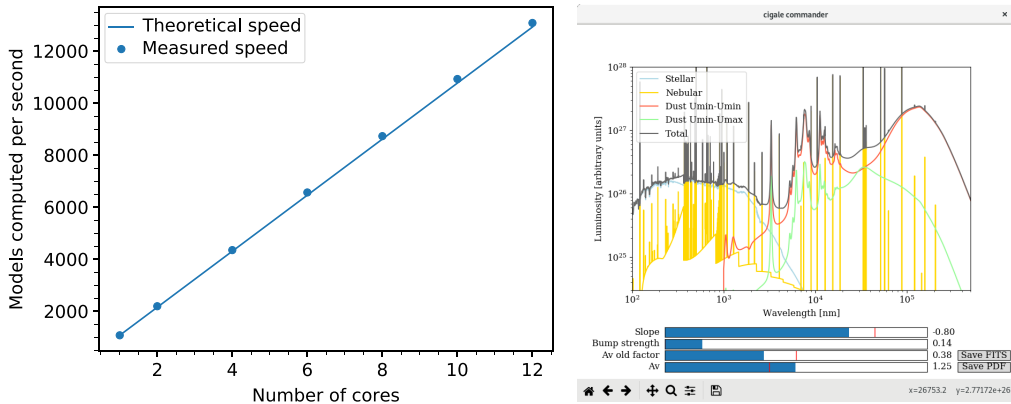 Theoretical speed
Measured speed
Models computed per second
12000
10000
8000
6000
4000
2000
2
4
6
8
10
12
Number of cores
cigale commander
×
10^28
10^27
10^26
10^25
Luminosity [arbitrary units]
Stellar
Nebular
Dust Umin-Umin
Dust Umin-Umax
Total
10^2
10^3
10^4
10^5
Wavelength [nm]
Slope -0.80
Bump strength 0.14
Av old factor 0.38 Save FITS
Av 1.25 Save PDF
x=26753.2 y=2.77172e+26